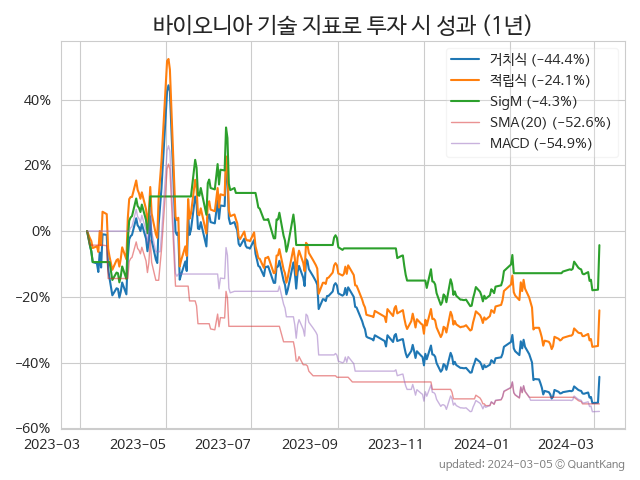 바이오니아 기술 지표로 투자 시 성과 (1년)
거치식 (−44.4%)
적립식 (−24.1%)
SigM (−4.3%)
SMA(20) (−52.6%)
MACD (−54.9%)
40%
20%
0%
−20%
−40%
−60%
2023−03 2023−05 2023−07 2023−09 2023−11 2024−01 2024−03
updated: 2024-03-05 © QuantKang